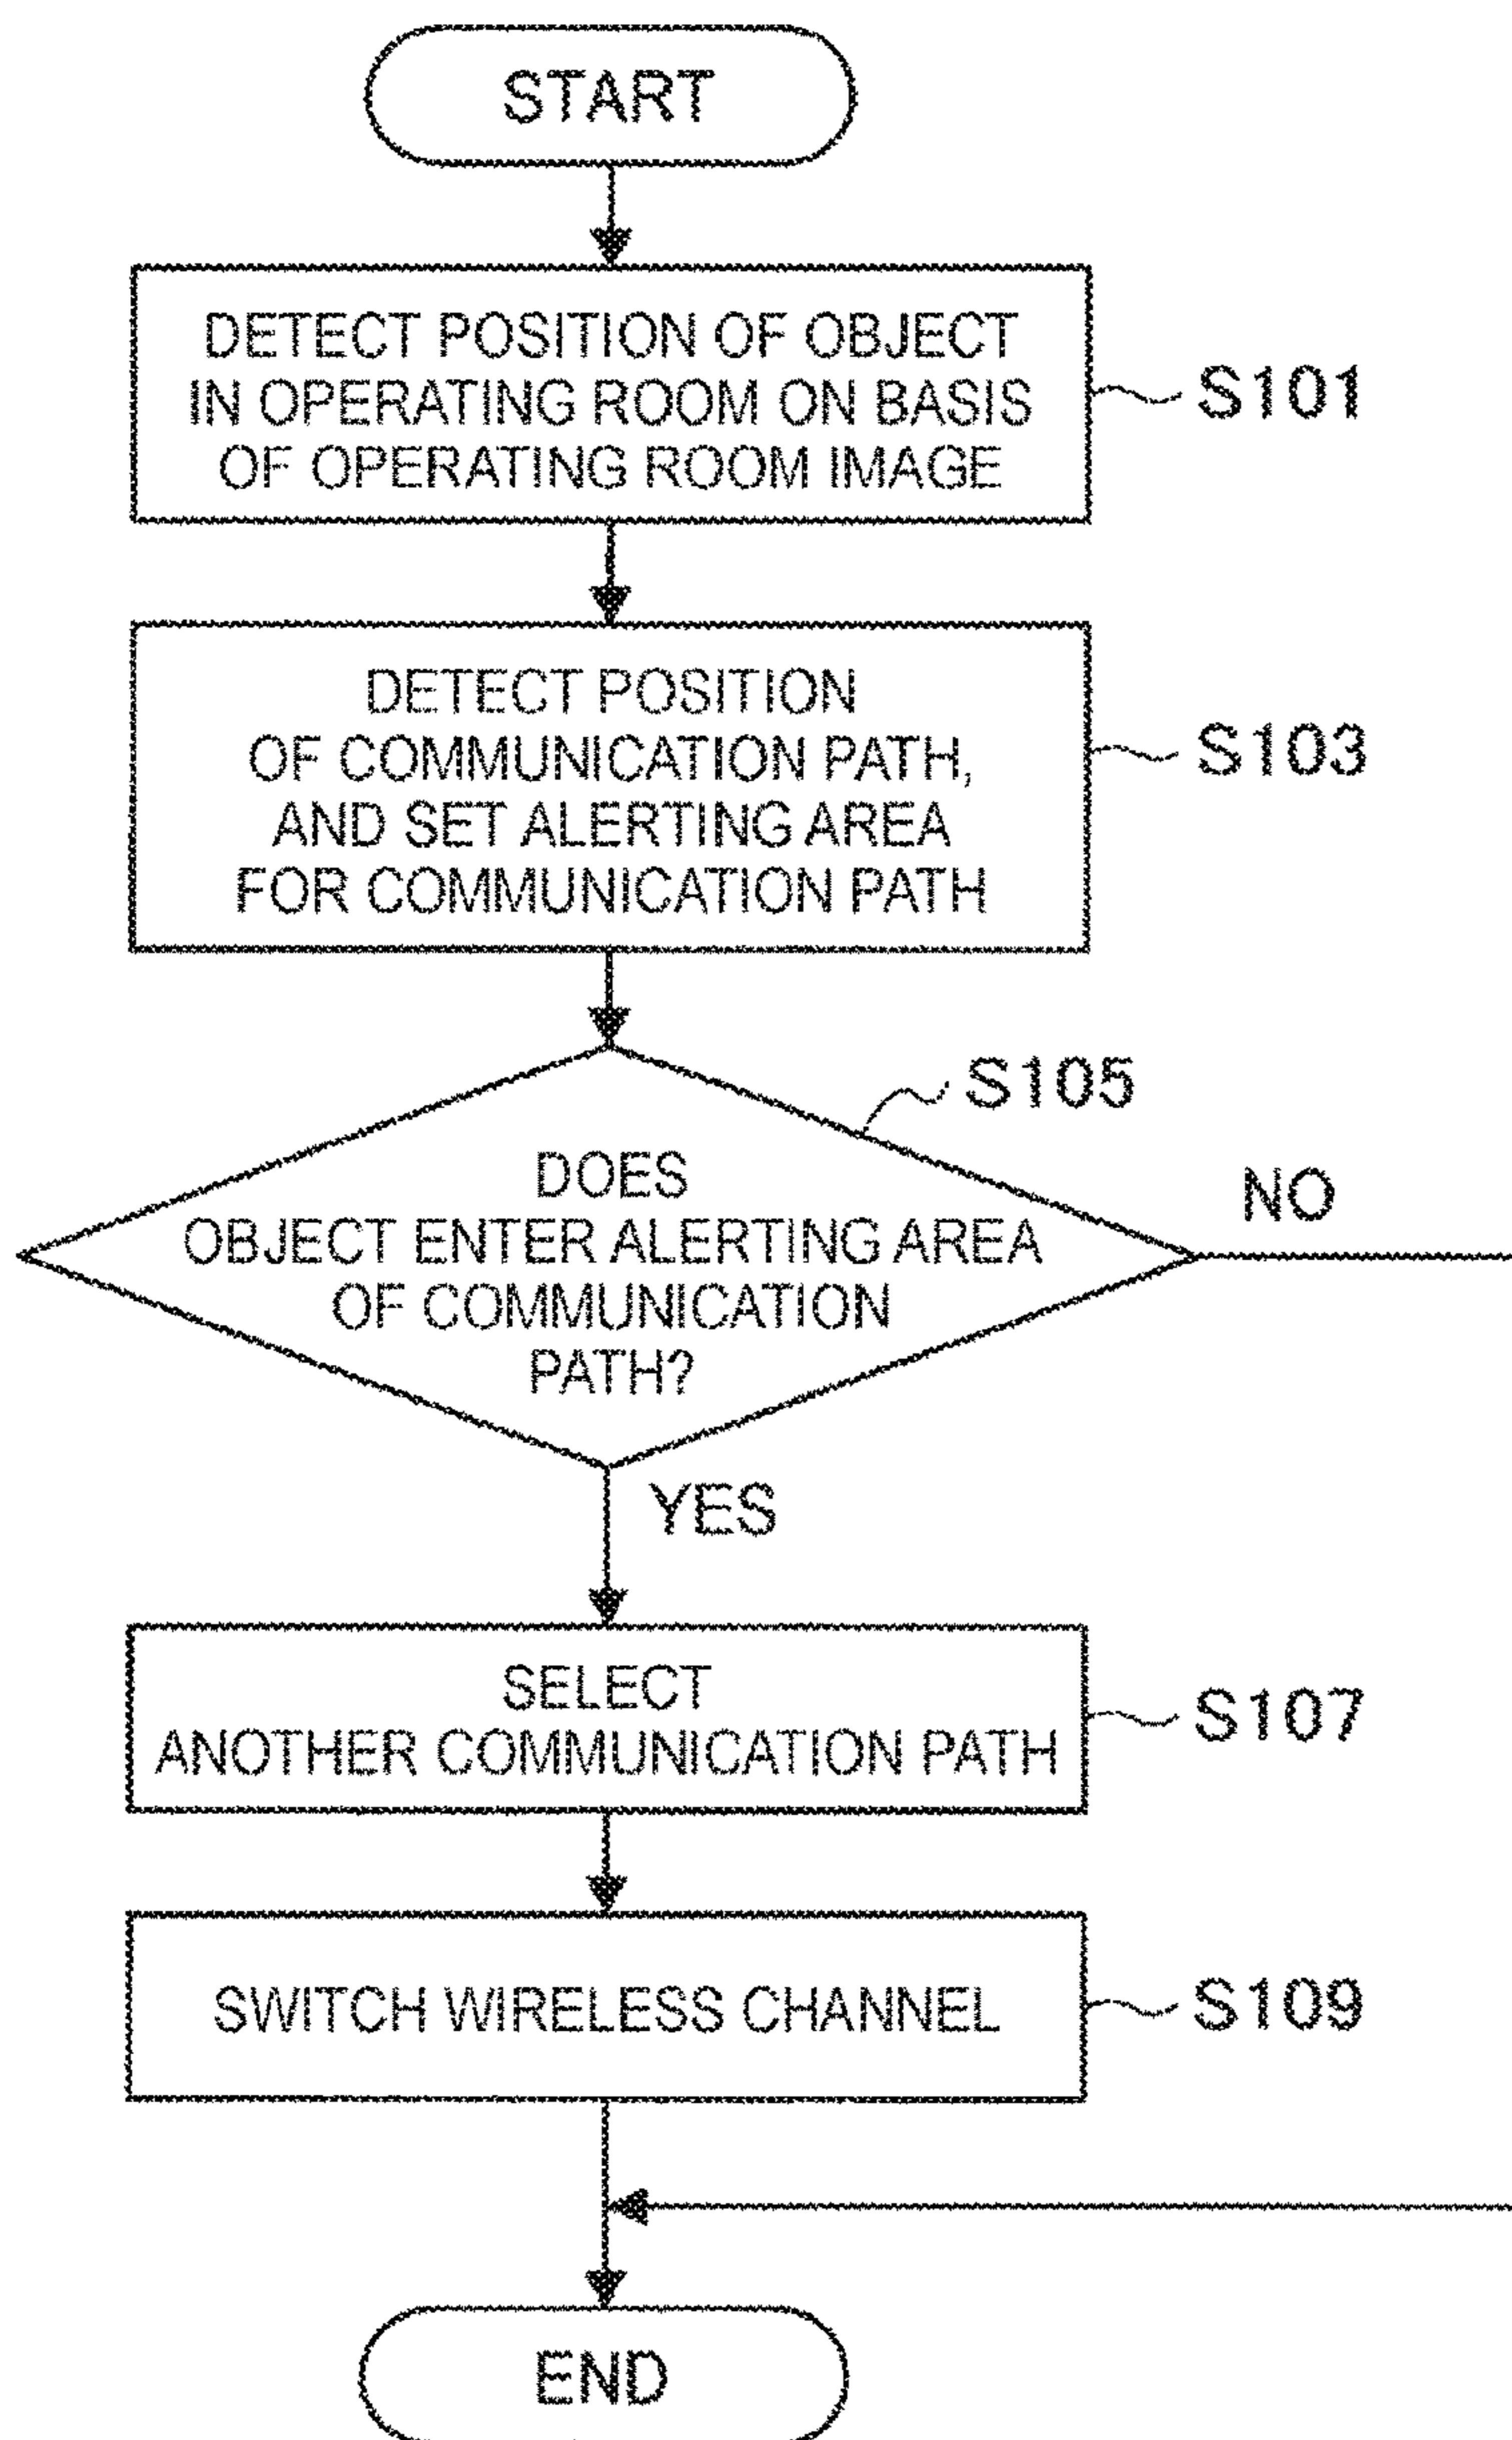 START
DETECT POSITION OF OBJECT
IN OPERATING ROOM ON BASIS
OF OPERATING ROOM IMAGE
S101
DETECT POSITION
OF COMMUNICATION PATH,
AND SET ALERTING AREA
FOR COMMUNICATION PATH
S103
S105
DOES
OBJECT ENTER ALERTING AREA
OF COMMUNICATION
PATH?
NO
YES
SELECT
ANOTHER COMMUNICATION PATH
S107
SWITCH WIRELESS CHANNEL
S109
END